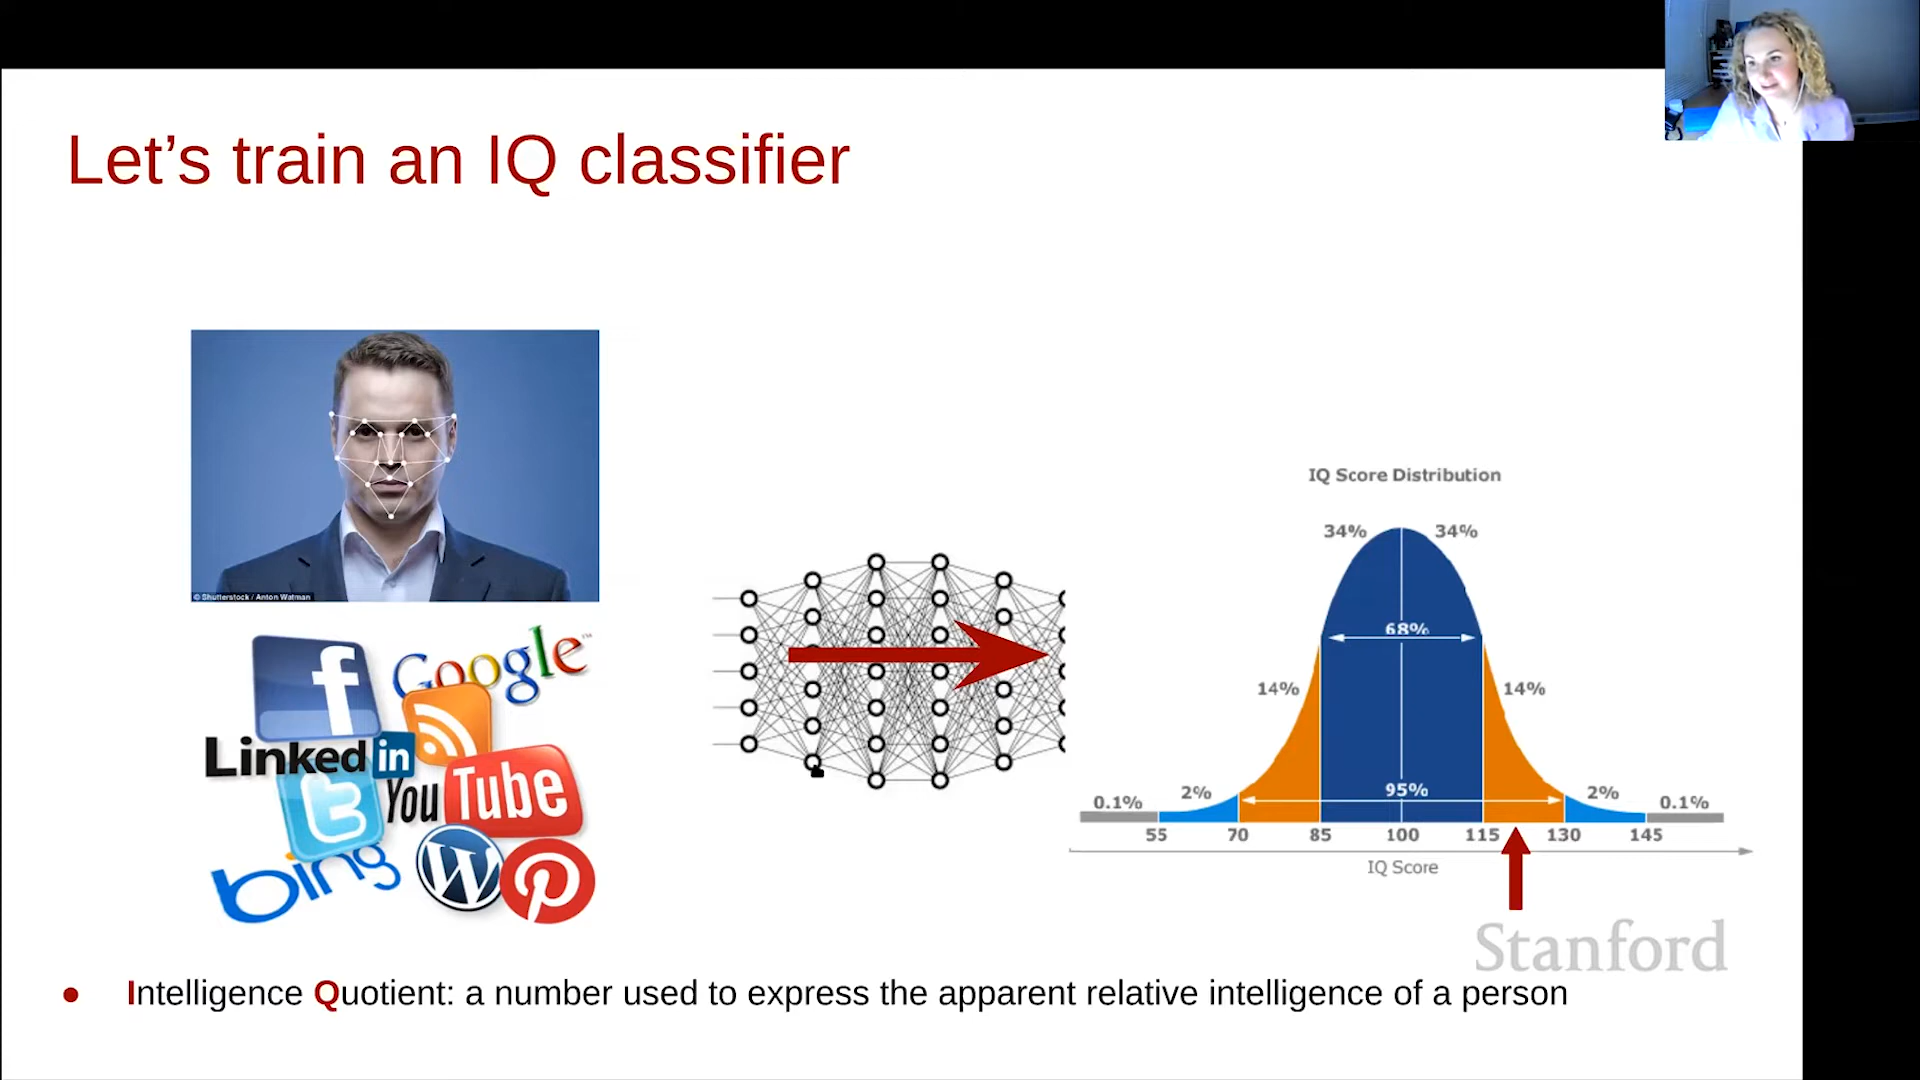 Let's train an IQ classifier
© Shutterstock / Anton Watman
f
Google™
Linked in
You Tube
t
bing
W
P
IQ Score Distribution
34% 34%
68%
14% 14%
95%
0.1% 2% 2% 0.1%
55 70 85 100 115 130 145
IQ Score
Stanford
● Intelligence Quotient: a number used to express the apparent relative intelligence of a person